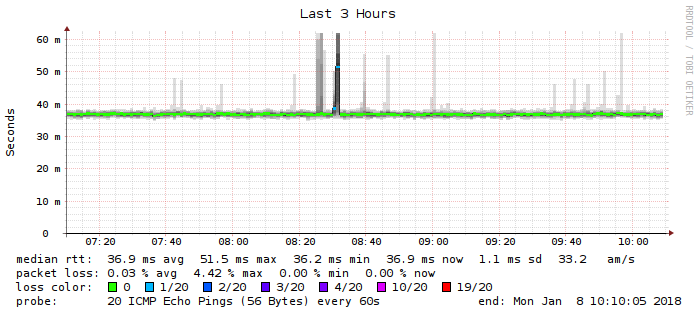 Last 3 Hours
RRDTOOL / TOBI OETIKER
Seconds
60 m
50 m
40 m
30 m
20 m
10 m
0
07:20 07:40 08:00 08:20 08:40 09:00 09:20 09:40 10:00
median rtt: 36.9 ms avg 51.5 ms max 36.2 ms min 36.9 ms now 1.1 ms sd 33.2 am/s
packet loss: 0.03 % avg 4.42 % max 0.00 % min 0.00 % now
loss color: 0 1/20 2/20 3/20 4/20 10/20 19/20
probe: 20 ICMP Echo Pings (56 Bytes) every 60s end: Mon Jan 8 10:10:05 2018